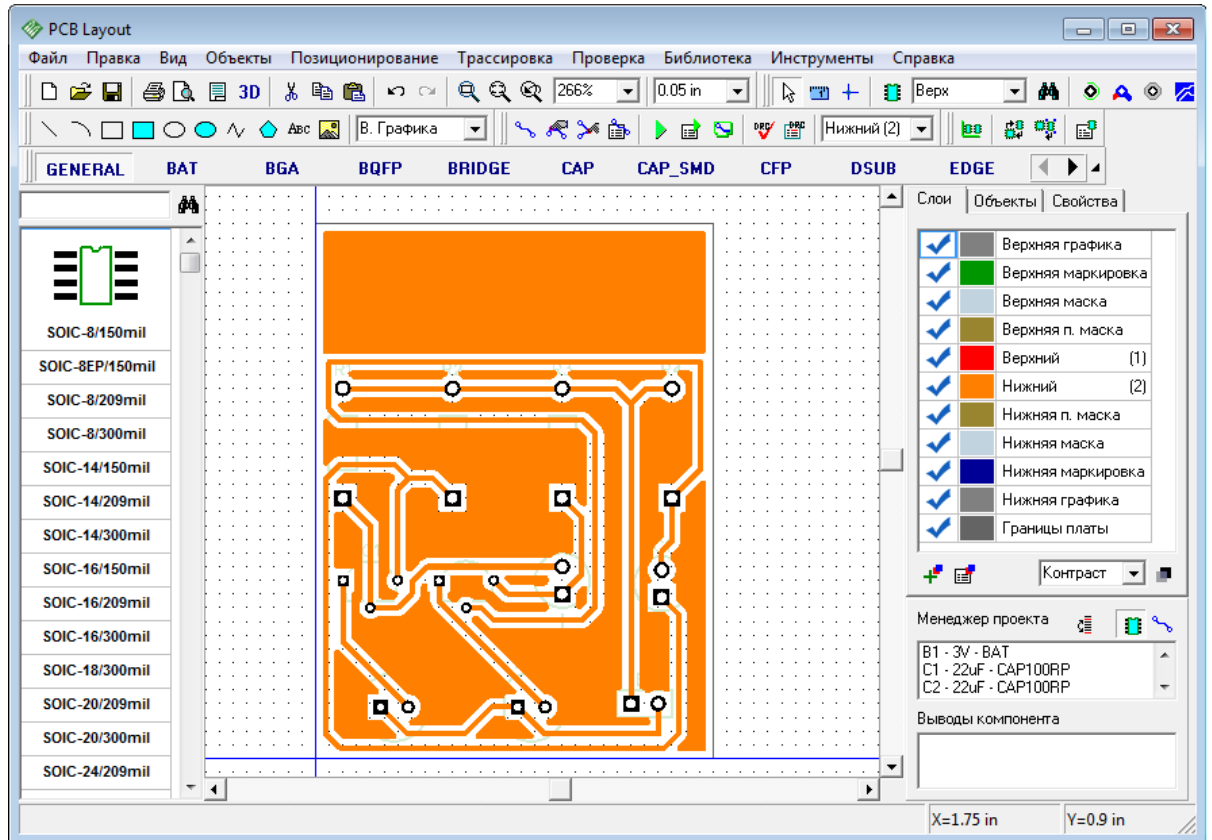 PCB Layout
Файл Правка Вид Объекты Позиционирование Трассировка Проверка Библиотека Инструменты Справка
3D 266% 0.05 in Верх
ABC В. Графика DRC DRC Нижний (2)
GENERAL BAT BGA BQFP BRIDGE CAP CAP_SMD CFP DSUB EDGE
SOIC-8/150mil
SOIC-8EP/150mil
SOIC-8/209mil
SOIC-8/300mil
SOIC-14/150mil
SOIC-14/209mil
SOIC-14/300mil
SOIC-16/150mil
SOIC-16/209mil
SOIC-16/300mil
SOIC-18/300mil
SOIC-20/209mil
SOIC-20/300mil
SOIC-24/209mil
Слои Объекты Свойства
Верхняя графика
Верхняя маркировка
Верхняя маска
Верхняя п. маска
Верхний (1)
Нижний (2)
Нижняя п. маска
Нижняя маска
Нижняя маркировка
Нижняя графика
Границы платы
Контраст
Менеджер проекта
B1 - 3V - BAT
C1 - 22uF - CAP100RP
C2 - 22uF - CAP100RP
Выводы компонента
X=1.75 in Y=0.9 in